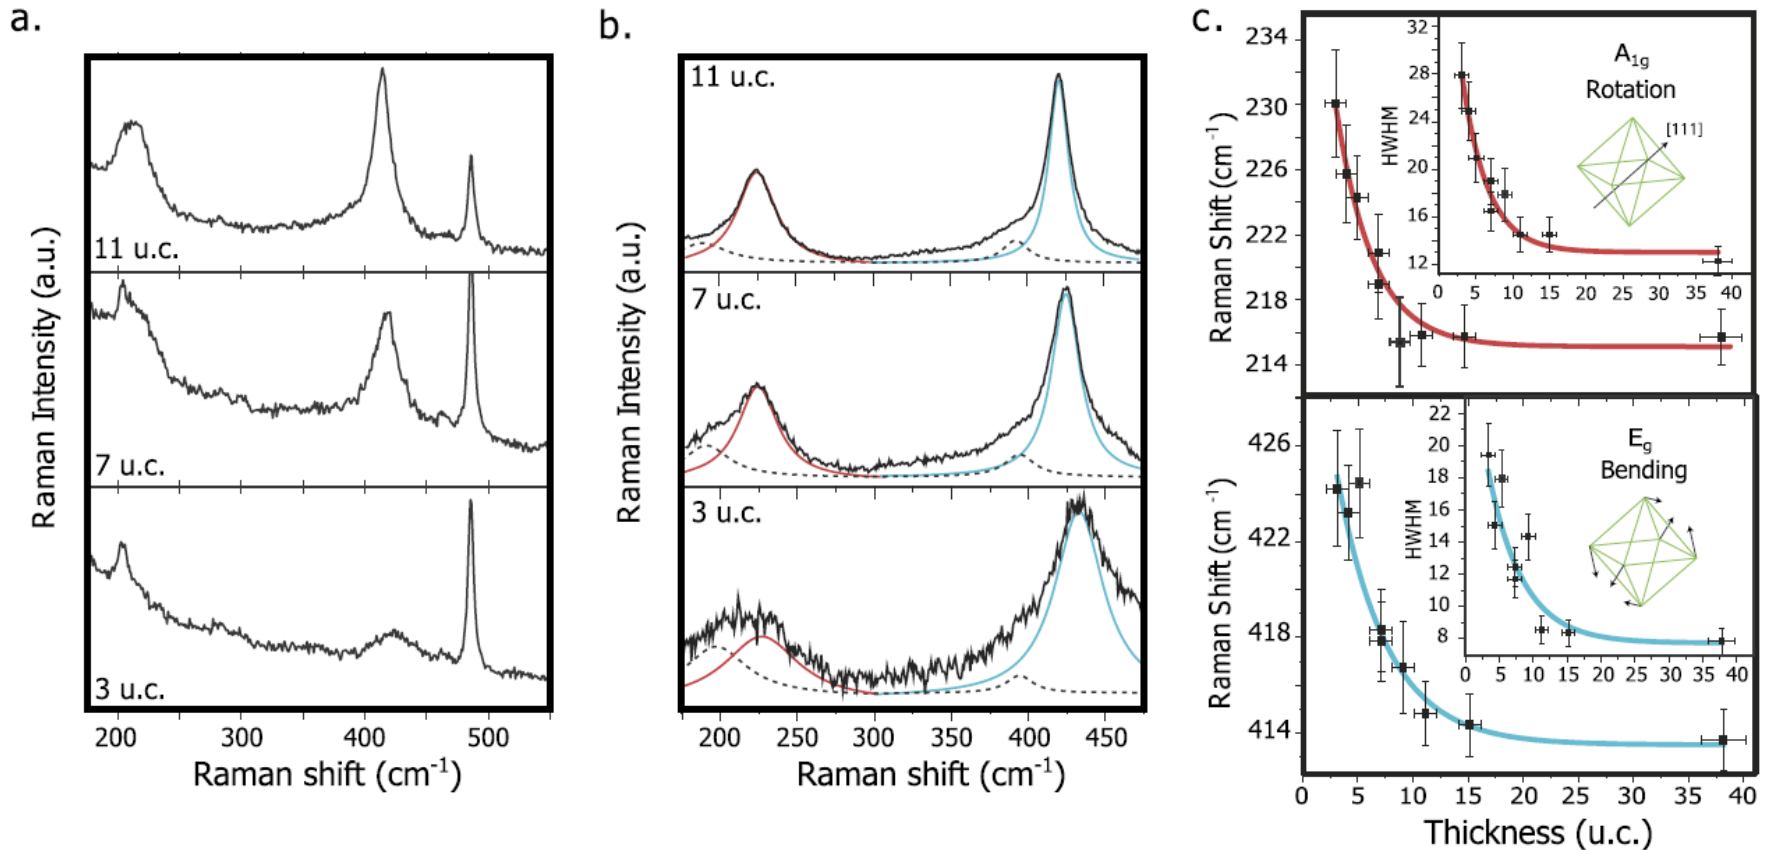 a.
11 u.c.
7 u.c.
3 u.c.
Raman Intensity (a.u.)
200 300 400 500
Raman shift (cm-1)
b.
11 u.c.
7 u.c.
3 u.c.
Raman Intensity (a.u.)
200 250 300 350 400 450
Raman shift (cm-1)
c.
234
230
226
222
218
214
Raman Shift (cm-1)
32
28
24
20
16
12
HWHM
0 5 10 15 20 25 30 35 40
A1g
Rotation
[111]
426
422
418
414
Raman Shift (cm-1)
22
20
18
16
14
12
10
8
HWHM
0 5 10 15 20 25 30 35 40
Eg
Bending
0 5 10 15 20 25 30 35 40
Thickness (u.c.)